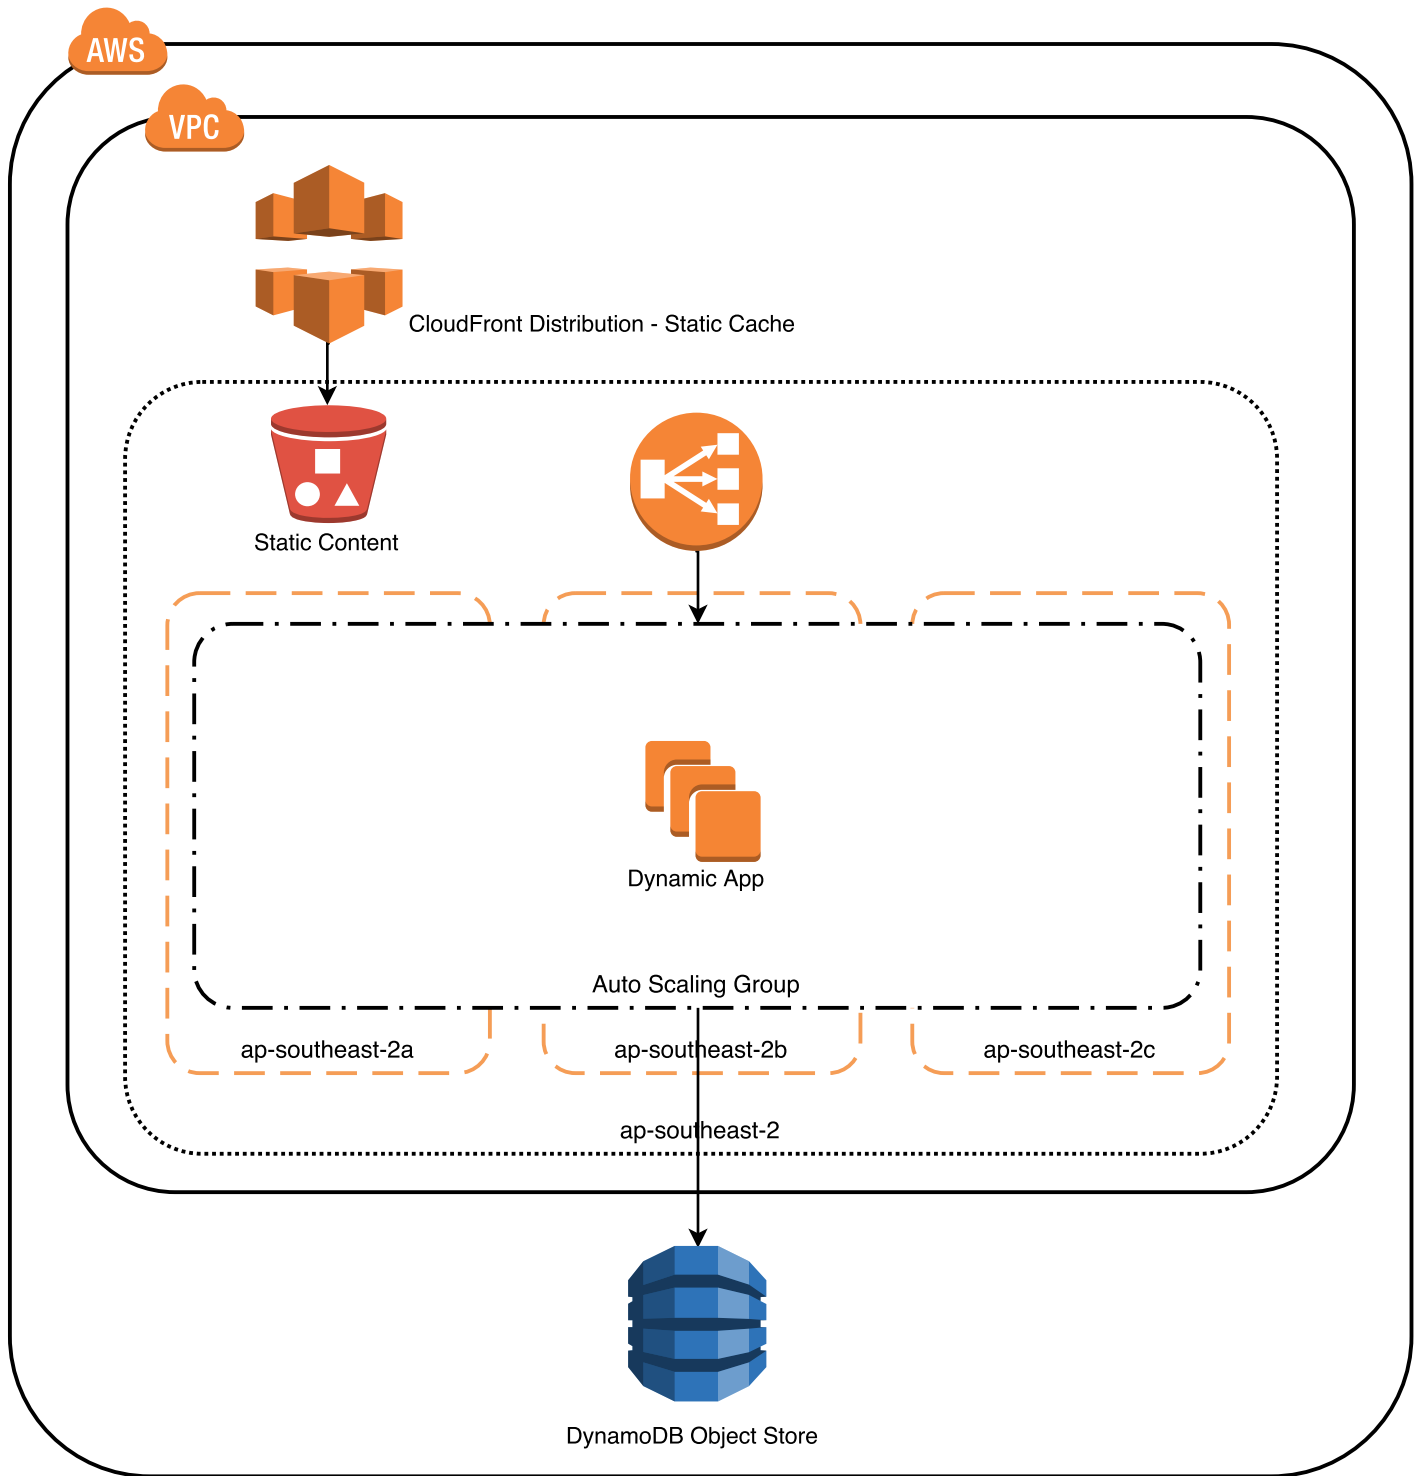 AWS
VPC
CloudFront Distribution - Static Cache
Static Content
Dynamic App
Auto Scaling Group
ap-southeast-2a
ap-southeast-2b
ap-southeast-2c
ap-southeast-2
DynamoDB Object Store